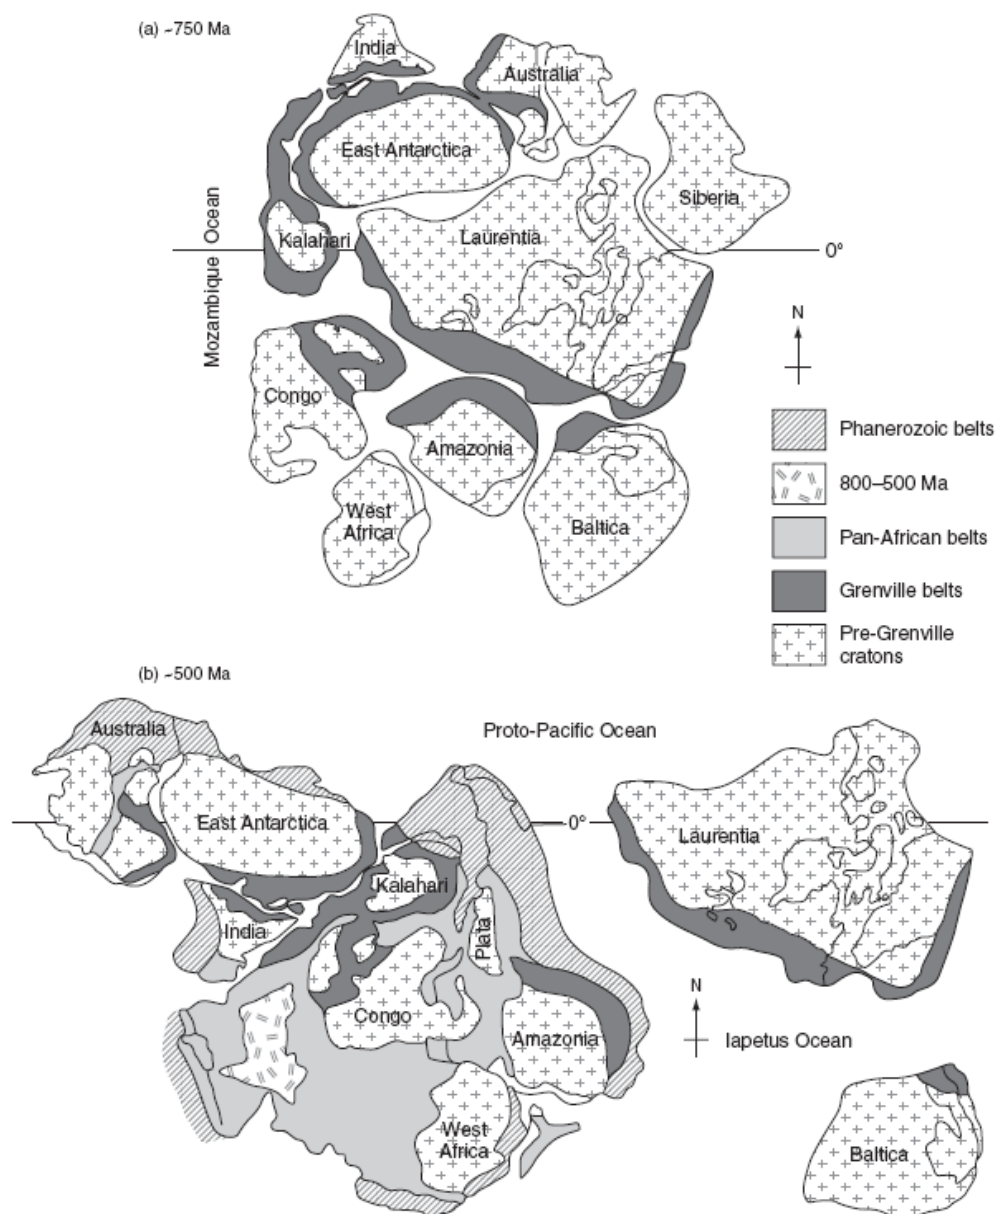 (a) ~750 Ma
India
Australia
East Antarctica
Siberia
Mozambique Ocean
Kalahari
Laurentia
0°
N
Congo
Amazonia
West
Africa
Baltica
Phanerozoic belts
800–500 Ma
Pan-African belts
Grenville belts
Pre-Grenville
cratons
(b) ~500 Ma
Australia
Proto-Pacific Ocean
East Antarctica
0°
Laurentia
Kalahari
India
Plata
Congo
Amazonia
N
Iapetus Ocean
West
Africa
Baltica